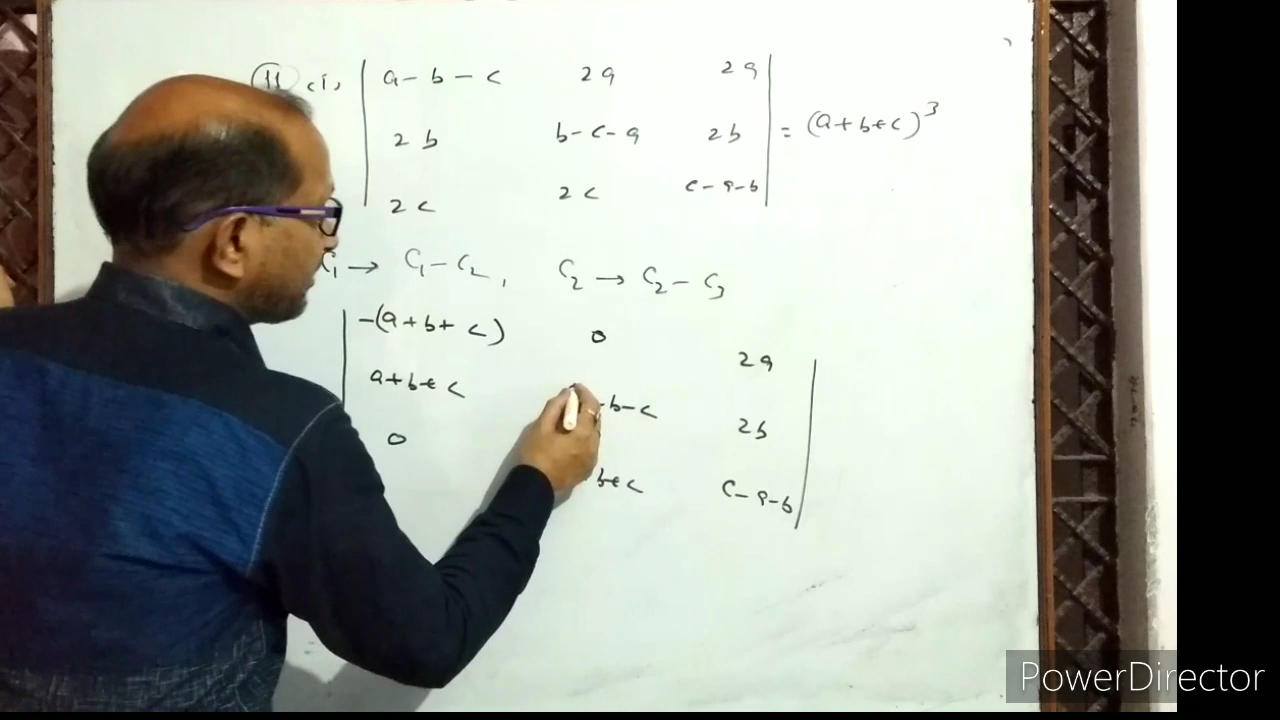 11 (i) | a-b-c 2a 2a |
| 2b b-c-a 2b | = (a+b+c)^3
| 2c 2c c-a-b |
C1 → C1-C2, C2 → C2-C3
| -(a+b+c) 0 2a |
| a+b+c -b-c 2b |
| 0 b+c c-a-b |
PowerDirector